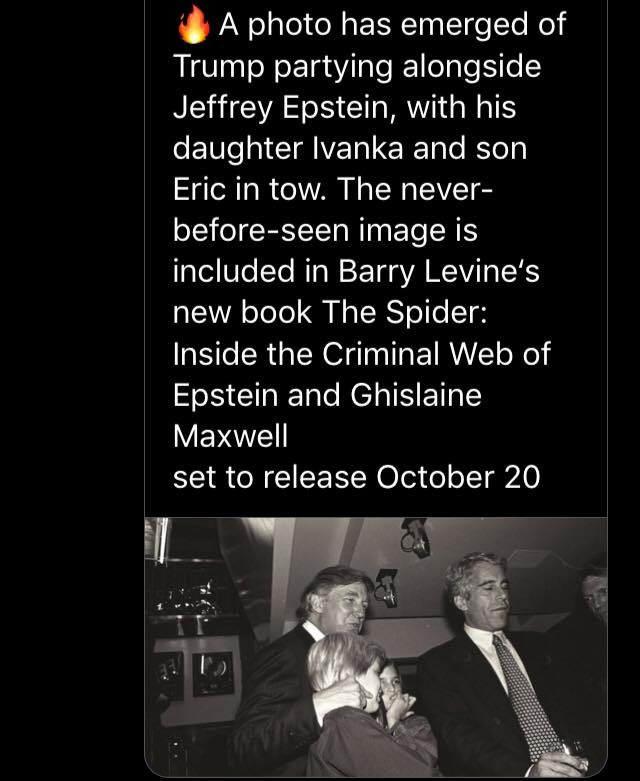 🔥 A photo has emerged of
Trump partying alongside
Jeffrey Epstein, with his
daughter Ivanka and son
Eric in tow. The never-
before-seen image is
included in Barry Levine‘s
new book The Spider:
Inside the Criminal Web of
Epstein and Ghislaine
Maxwell
set to release October 20